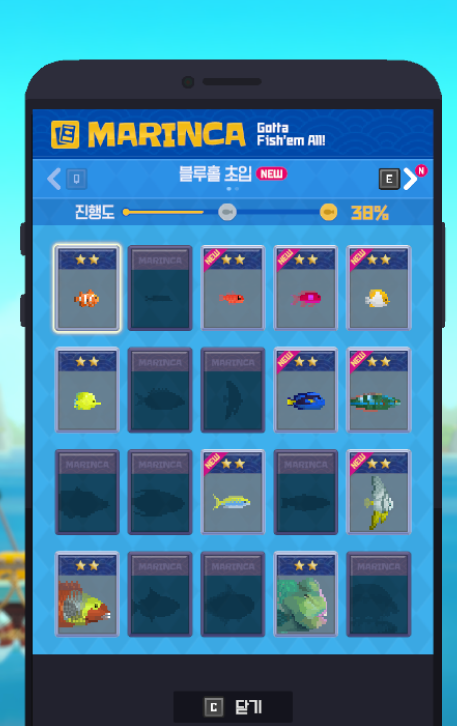 MARINCA
Gotta
Fish'em All!
Q
블루홀 초입 NEW
E
N
진행도
38%
MARINCA
NEW
NEW
NEW
MARINCA
MARINCA
NEW
NEW
MARINCA
MARINCA
NEW
MARINCA
NEW
MARINCA
MARINCA
MARINCA
C 닫기